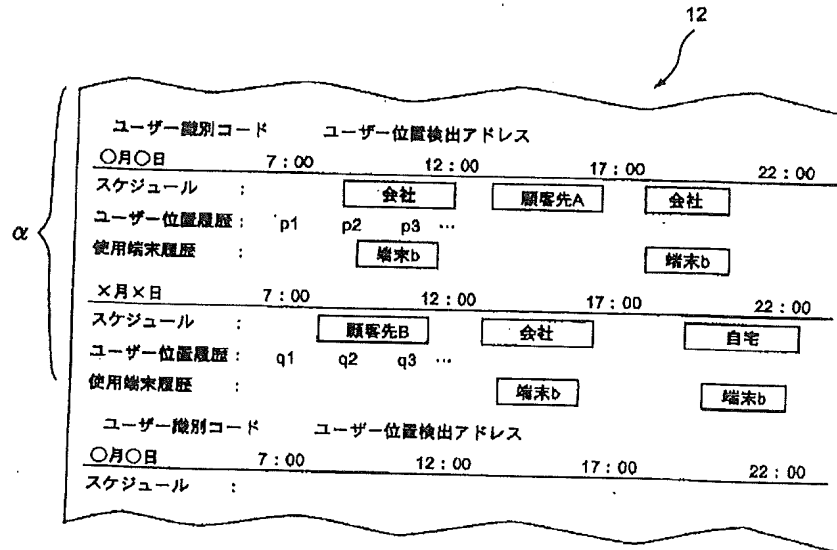 12
ユーザー識別コード ユーザー位置検出アドレス
○月○日 7:00 12:00 17:00 22:00
スケジュール : 会社 顧客先A 会社
ユーザー位置履歴: p1 p2 p3 …
α
使用端末履歴 : 端末b 端末b
×月×日 7:00 12:00 17:00 22:00
スケジュール : 顧客先B 会社 自宅
ユーザー位置履歴: q1 q2 q3 …
使用端末履歴 : 端末b 端末b
ユーザー識別コード ユーザー位置検出アドレス
○月○日 7:00 12:00 17:00 22:00
スケジュール :